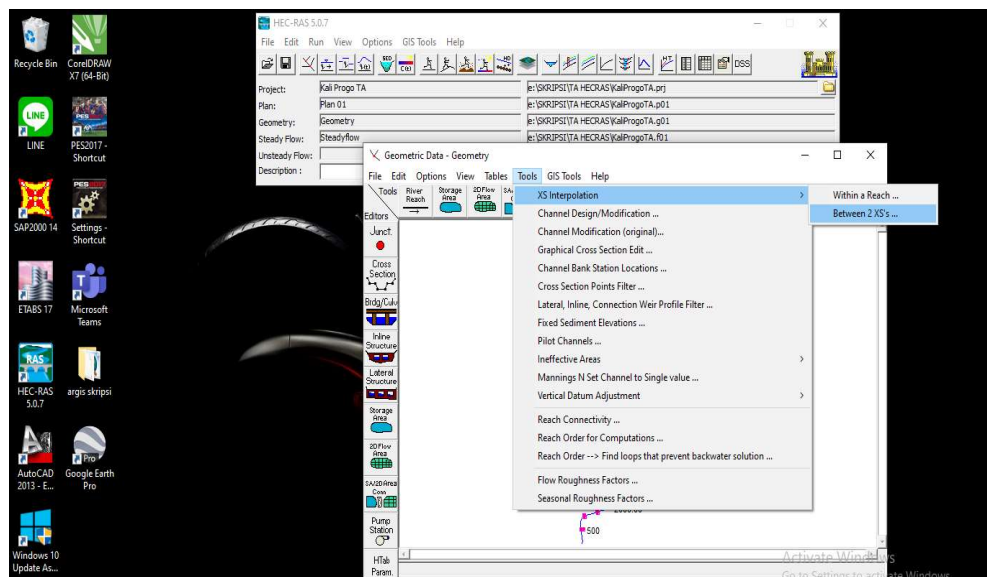 Recycle Bin
CorelDRAW
X7 (64-Bit)
LINE
PES2017 -
Shortcut
SAP2000 14
Settings -
Shortcut
ETABS 17
Microsoft
Teams
RAS
HEC-RAS
5.0.7
argis skripsi
AutoCAD
2013 - E...
Pro
Google Earth
Pro
Windows 10
Update As...
HEC-RAS 5.0.7
File Edit Run View Options GIS Tools Help
DSS
Project: Kali Progo TA e:\SKRIPSI\TA HECRAS\KaliProgoTA.prj
Plan: Plan 01 e:\SKRIPSI\TA HECRAS\KaliProgoTA.p01
Geometry: Geometry e:\SKRIPSI\TA HECRAS\KaliProgoTA.g01
Steady Flow: Steadyflow e:\SKRIPSI\TA HECRAS\KaliProgoTA.f01
Unsteady Flow:
Description :
Geometric Data - Geometry
File Edit Options View Tables Tools GIS Tools Help
Tools
River
Reach
Storage
Area
2D Flow
Area
Editors
Junct.
Cross
Section
Brdg/Culv
Inline
Structure
Lateral
Structure
Storage
Area
2D Flow
Area
SA/2D Area
Conn
Pump
Station
HTab
Param.
XS Interpolation
Channel Design/Modification ...
Channel Modification (original)...
Graphical Cross Section Edit ...
Channel Bank Station Locations ...
Cross Section Points Filter ...
Lateral, Inline, Connection Weir Profile Filter ...
Fixed Sediment Elevations ...
Pilot Channels ...
Ineffective Areas
Mannings N Set Channel to Single value ...
Vertical Datum Adjustment
Reach Connectivity ...
Reach Order for Computations ...
Reach Order --> Find loops that prevent backwater solution ...
Flow Roughness Factors ...
Seasonal Roughness Factors ...
Within a Reach ...
Between 2 XS's ...
500
Activate Windows
Go to Settings to activate Windows.